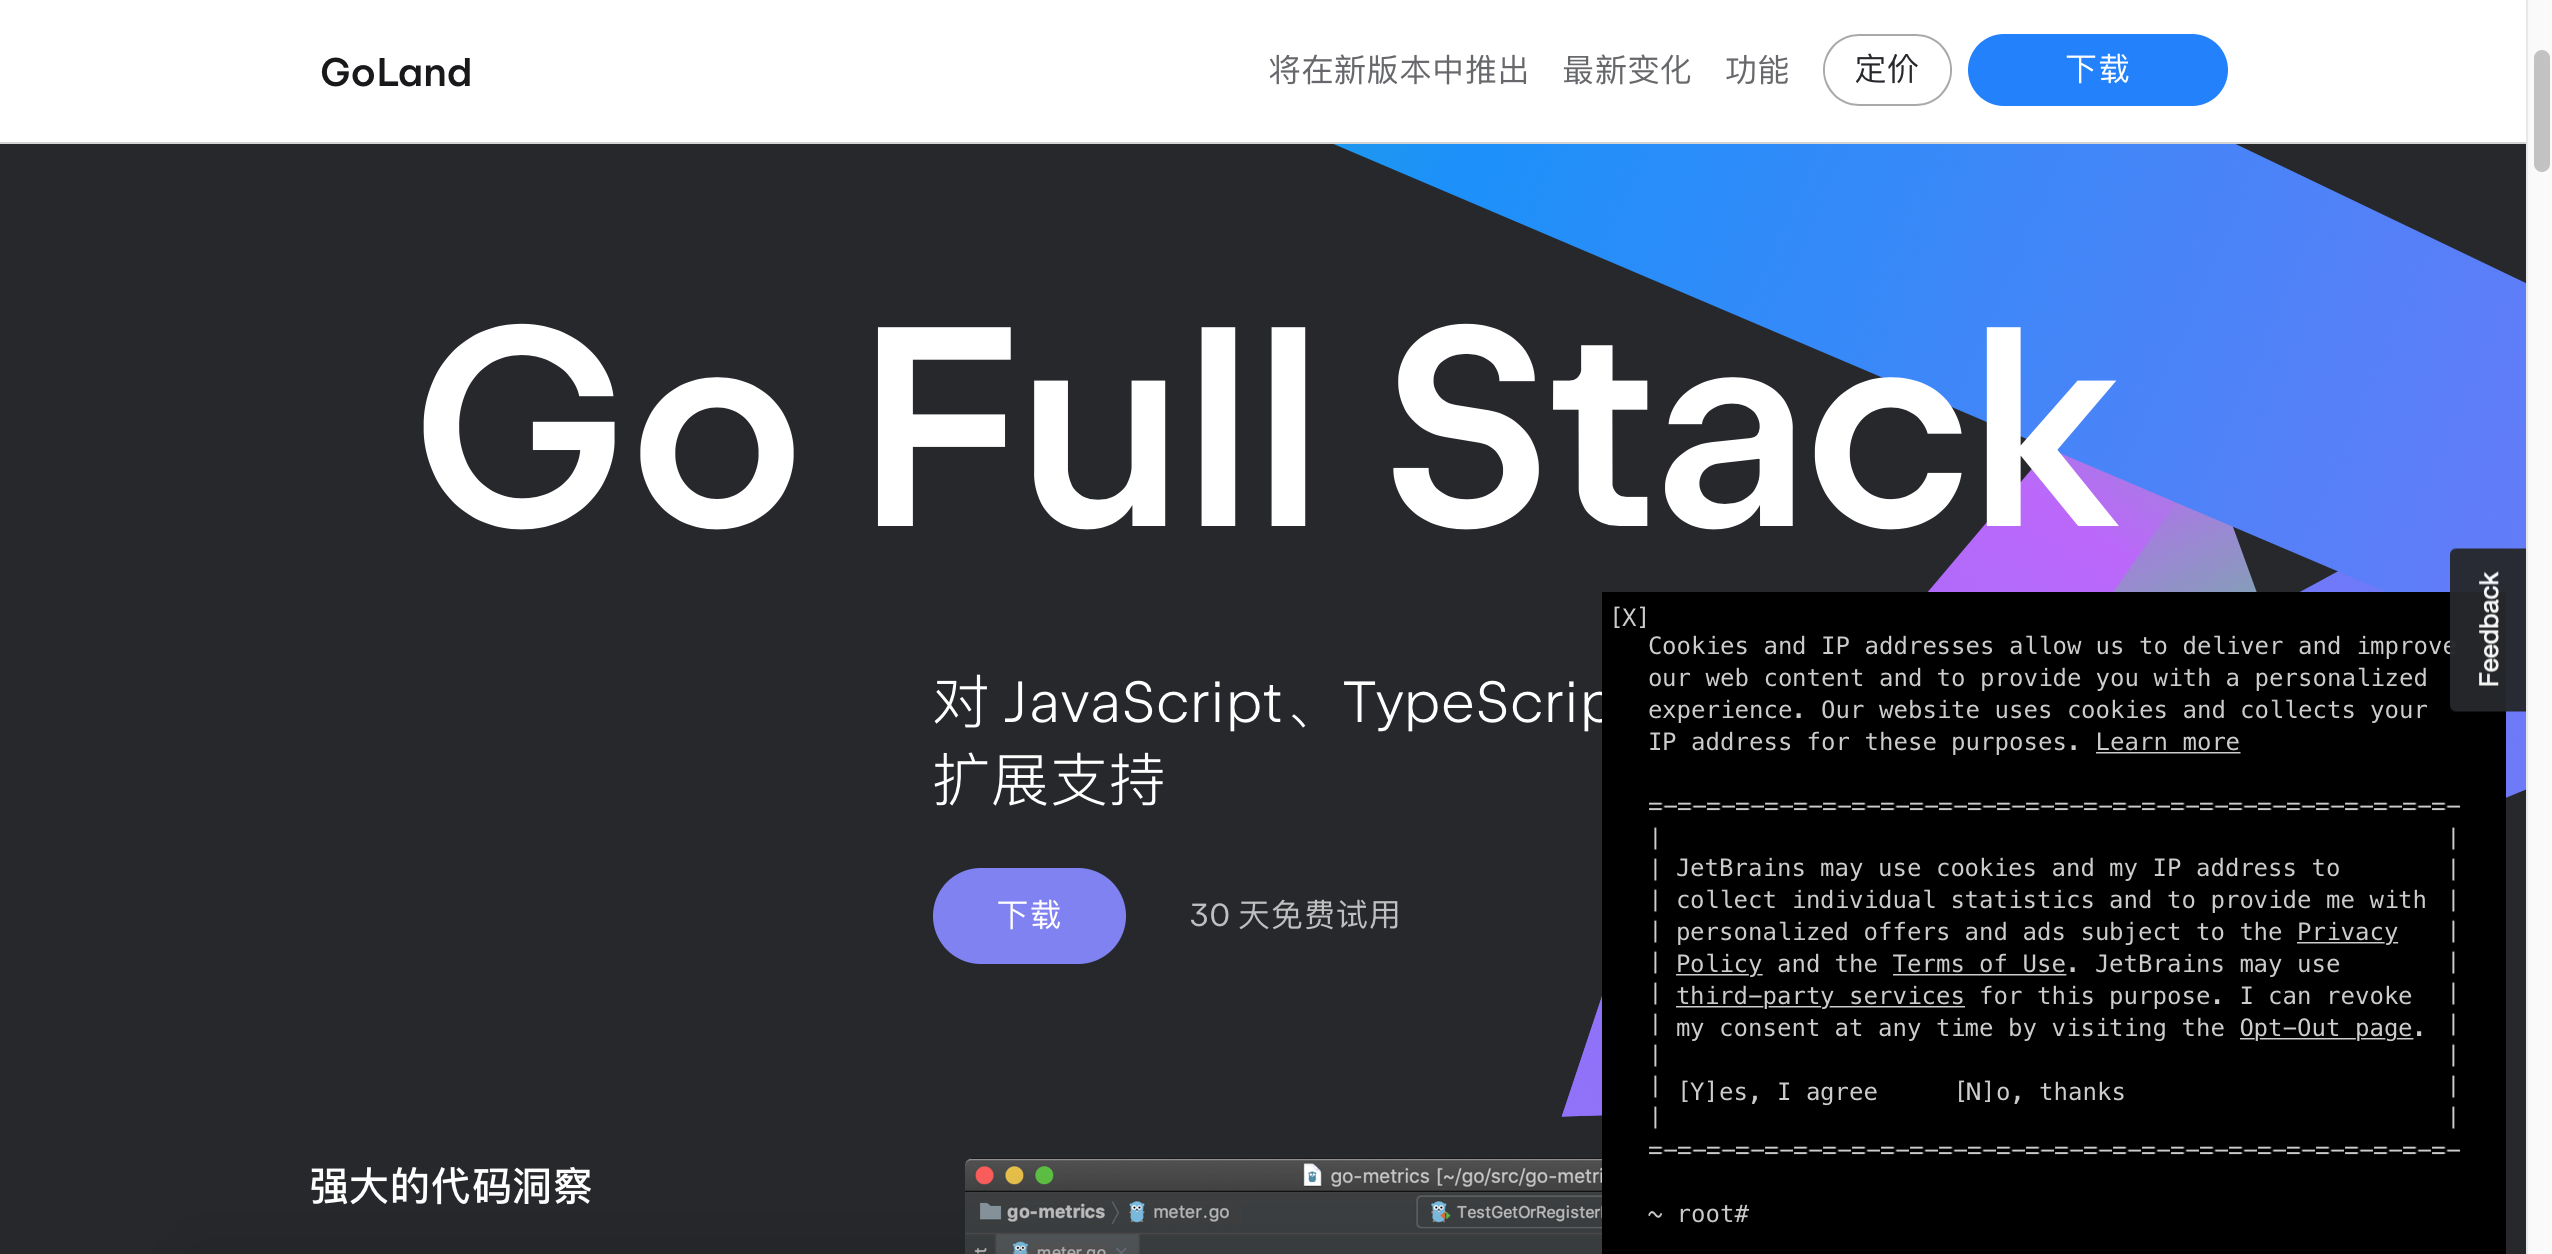 GoLand
将在新版本中推出 最新变化 功能 定价 下载
Go Full Stack
对 JavaScript、TypeScrip
扩展支持
下载 30 天免费试用
强大的代码洞察
go-metrics [~/go/src/go-metri
go-metrics meter.go TestGetOrRegister
meter.go
Feedback
[X]
Cookies and IP addresses allow us to deliver and improve
our web content and to provide you with a personalized
experience. Our website uses cookies and collects your
IP address for these purposes. Learn more
=-=-=-=-=-=-=-=-=-=-=-=-=-=-=-=-=-=-=-=-=-=-=-=-=-=-=-=-
JetBrains may use cookies and my IP address to
collect individual statistics and to provide me with
personalized offers and ads subject to the Privacy
Policy and the Terms of Use. JetBrains may use
third-party services for this purpose. I can revoke
my consent at any time by visiting the Opt-Out page.
[Y]es, I agree [N]o, thanks
=-=-=-=-=-=-=-=-=-=-=-=-=-=-=-=-=-=-=-=-=-=-=-=-=-=-=-=-
~ root#